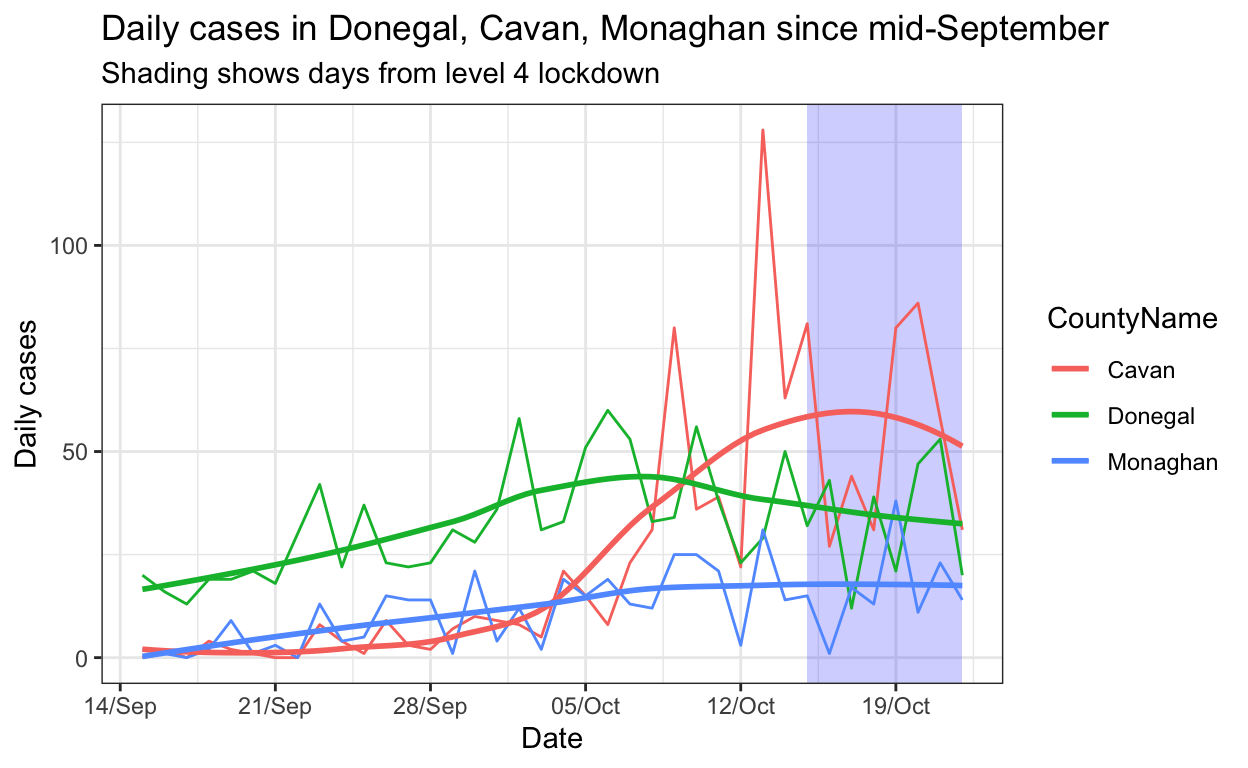 Daily cases in Donegal, Cavan, Monaghan since mid-September
Shading shows days from level 4 lockdown
Daily cases
100
50
0
14/Sep
21/Sep
28/Sep
05/Oct
12/Oct
19/Oct
Date
CountyName
Cavan
Donegal
Monaghan